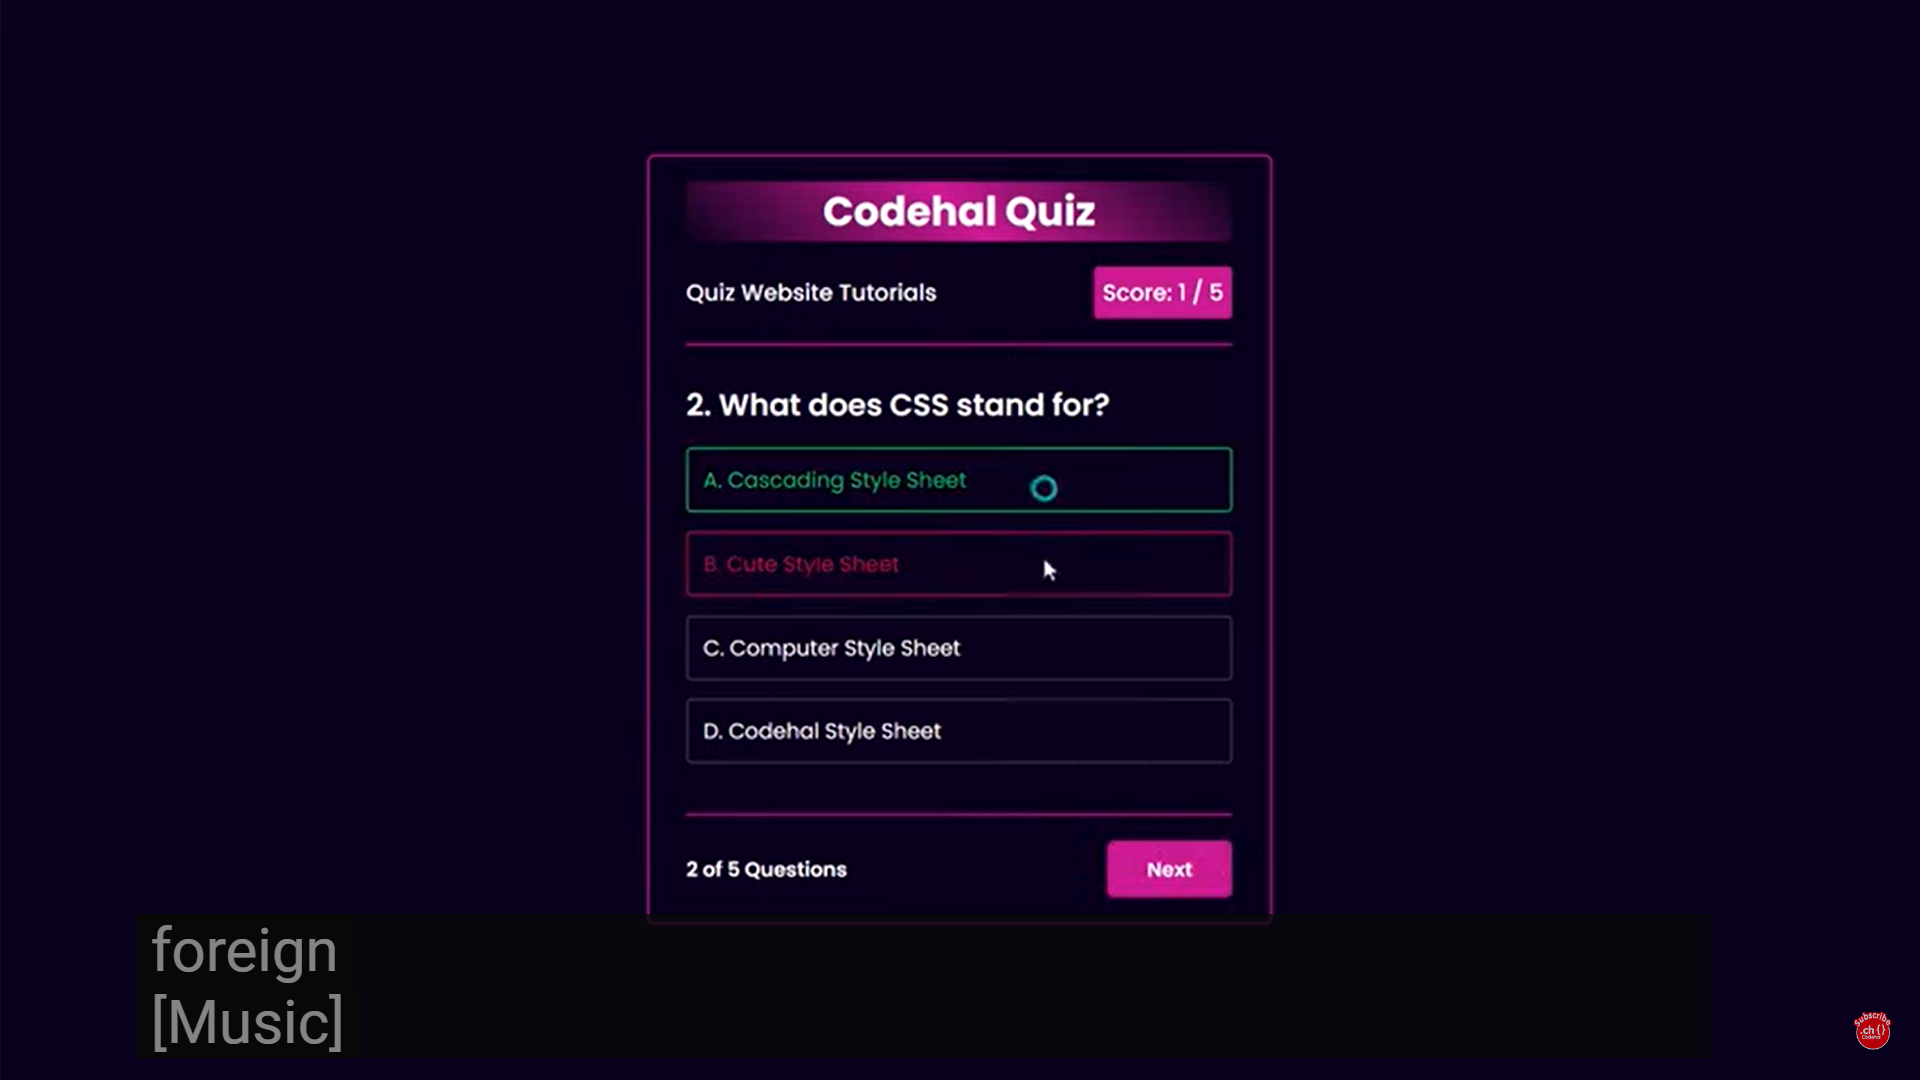 Codehal Quiz
Quiz Website Tutorials
Score: 1 / 5
2. What does CSS stand for?
A. Cascading Style Sheet
B. Cute Style Sheet
C. Computer Style Sheet
D. Codehal Style Sheet
2 of 5 Questions
Next
foreign
[Music]
Subscribe
.ch {}
Codehal